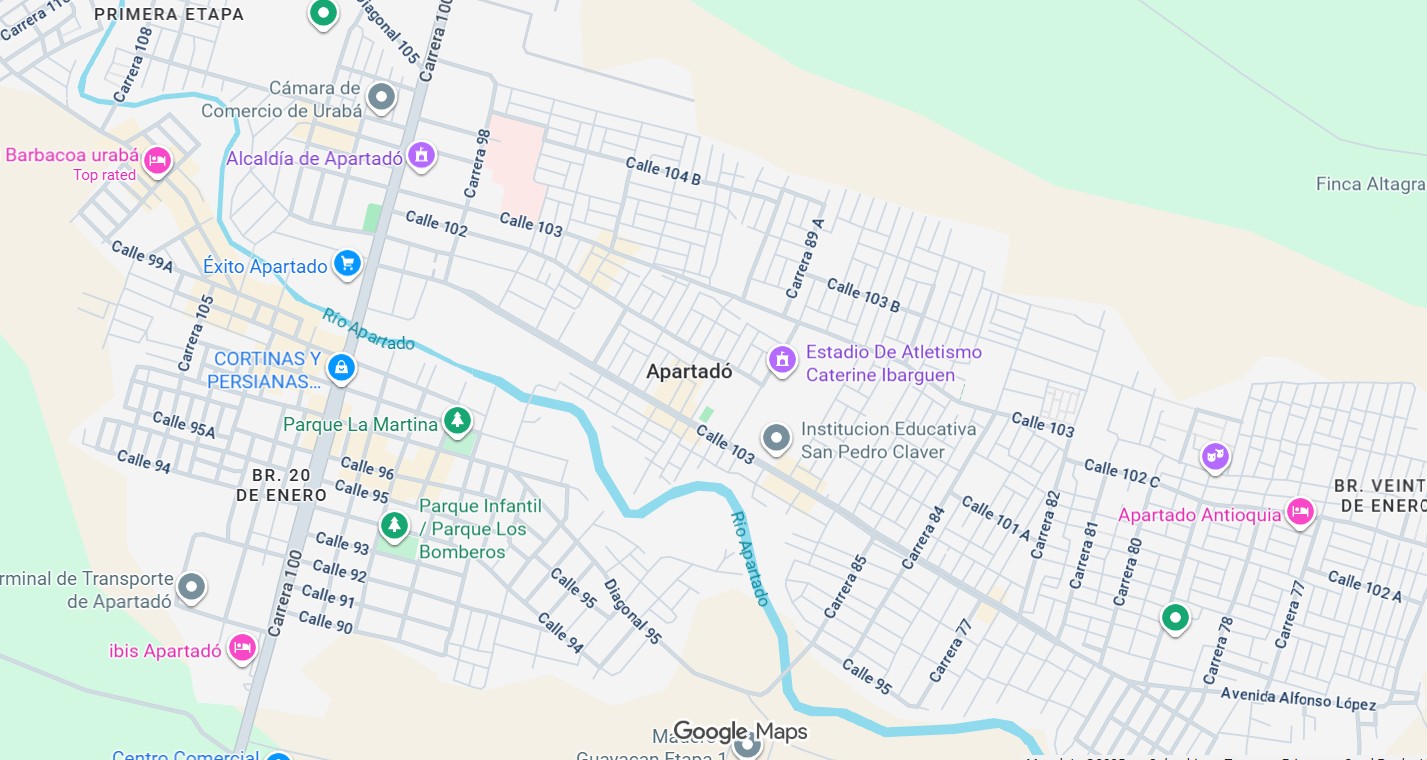 Carrera 110
PRIMERA ETAPA
Carrera 108
Diagonal 105
Carrera 100
Cámara de
Comercio de Urabá
Barbacoa urabá
Top rated
Alcaldía de Apartadó
Carrera 98
Calle 104 B
Finca Altagra
Calle 102
Calle 103
Calle 99A
Éxito Apartado
Carrera 89 A
Calle 103 B
Carrera 105
Río Apartado
CORTINAS Y
PERSIANAS...
Apartadó
Estadio De Atletismo
Caterine Ibarguen
Parque La Martina
Calle 95A
Calle 94
Calle 103
Institucion Educativa
San Pedro Claver
Calle 103
BR. 20
DE ENERO
Calle 96
Calle 95
Calle 102 C
BR. VEINT
DE ENERO
Parque Infantil
/ Parque Los
Bomberos
Apartado Antioquia
Calle 101 A
Carrera 82
Carrera 84
Río Apartado
Calle 93
Calle 92
Calle 91
Calle 90
Carrera 100
rminal de Transporte
de Apartadó
Calle 95
Diagonal 95
Calle 94
Carrera 85
Carrera 81
Carrera 80
Calle 102 A
Carrera 77
Carrera 78
Carrera 77
ibis Apartadó
Calle 95
Avenida Alfonso López
Google Maps
Guayacan Etapa 1
Centro Comercial